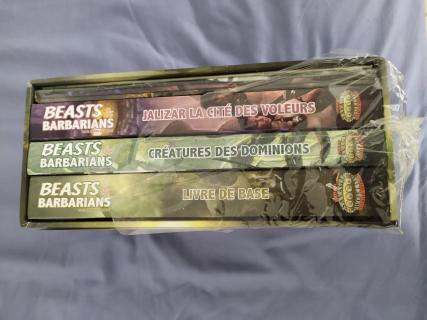 BEASTS & BARBARIANS
JALIZAR LA CITÉ DES VOLEURS
BEASTS & BARBARIANS
CRÉATURES DES DOMINIONS
BEASTS & BARBARIANS
LIVRE DE BASE